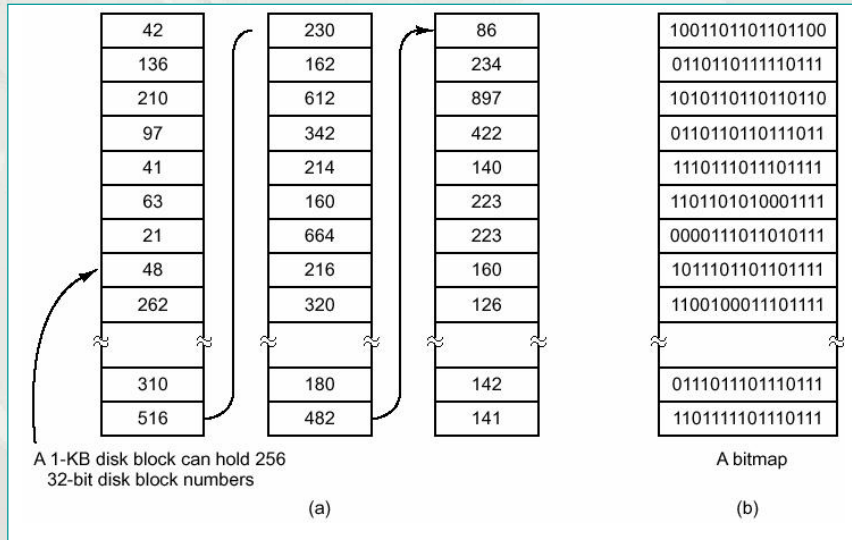 42 230 86 1001101101101100
136 162 234 0110110111110111
210 612 897 1010110110110110
97 342 422 0110110110111011
41 214 140 1110111011101111
63 160 223 1101101010001111
21 664 223 0000111011010111
48 216 160 1011101101101111
262 320 126 1100100011101111
310 180 142 0111011101110111
516 482 141 1101111101110111
A 1-KB disk block can hold 256 A bitmap
32-bit disk block numbers
(a) (b)